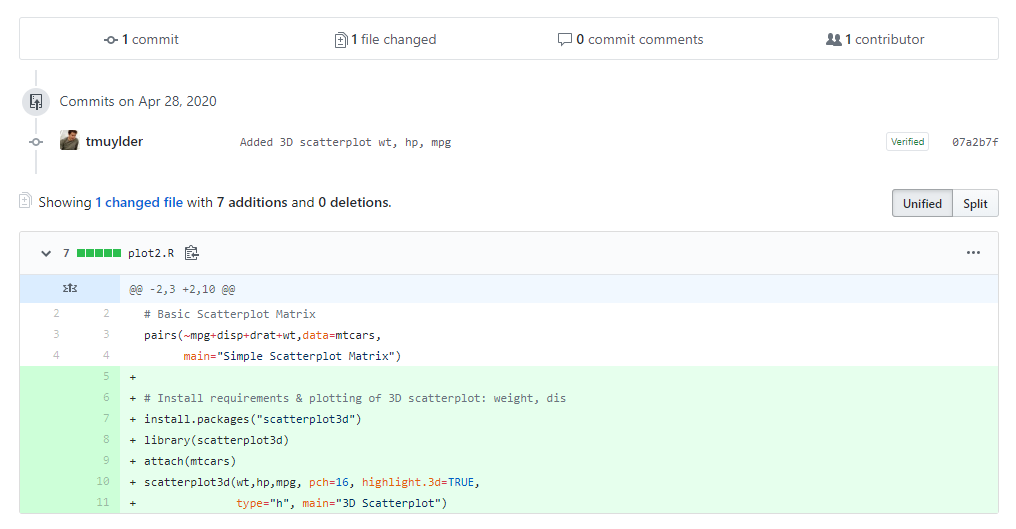 1 commit 1 file changed 0 commit comments 1 contributor
Commits on Apr 28, 2020
tmuylder Added 3D scatterplot wt, hp, mpg Verified 07a2b7f
Showing 1 changed file with 7 additions and 0 deletions. Unified Split
7 plot2.R ...
@@ -2,3 +2,10 @@
2 2 # Basic Scatterplot Matrix
3 3 pairs(~mpg+disp+drat+wt,data=mtcars,
4 4 main="Simple Scatterplot Matrix")
5 +
6 + # Install requirements & plotting of 3D scatterplot: weight, dis
7 + install.packages("scatterplot3d")
8 + library(scatterplot3d)
9 + attach(mtcars)
10 + scatterplot3d(wt,hp,mpg, pch=16, highlight.3d=TRUE,
11 + type="h", main="3D Scatterplot")